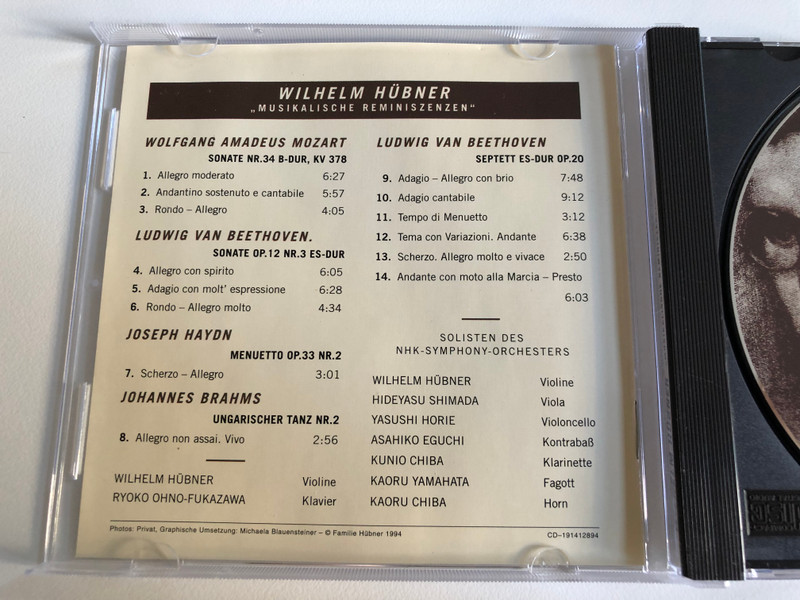 WILHELM HÜBNER
„MUSIKALISCHE REMINISZENZEN“
WOLFGANG AMADEUS MOZART
SONATE NR.34 B-DUR, KV 378
1. Allegro moderato 6:27
2. Andantino sostenuto e cantabile 5:57
3. Rondo – Allegro 4:05
LUDWIG VAN BEETHOVEN.
SONATE OP.12 NR.3 ES-DUR
4. Allegro con spirito 6:05
5. Adagio con molt' espressione 6:28
6. Rondo – Allegro molto 4:34
JOSEPH HAYDN
MENUETTO OP.33 NR.2
7. Scherzo – Allegro 3:01
JOHANNES BRAHMS
UNGARISCHER TANZ NR.2
8. Allegro non assai. Vivo 2:56
WILHELM HÜBNER Violine
RYOKO OHNO-FUKAZAWA Klavier
LUDWIG VAN BEETHOVEN
SEPTETT ES-DUR OP.20
9. Adagio – Allegro con brio 7:48
10. Adagio cantabile 9:12
11. Tempo di Menuetto 3:12
12. Tema con Variazioni. Andante 6:38
13. Scherzo. Allegro molto e vivace 2:50
14. Andante con moto alla Marcia – Presto
6:03
SOLISTEN DES
NHK-SYMPHONY-ORCHESTERS
WILHELM HÜBNER Violine
HIDEYASU SHIMADA Viola
YASUSHI HORIE Violoncello
ASAHIKO EGUCHI Kontrabaß
KUNIO CHIBA Klarinette
KAORU YAMAHATA Fagott
KAORU CHIBA Horn
Photos: Privat, Graphische Umsetzung: Michaela Blauensteiner – © Familie Hübner 1994
CD–191412894